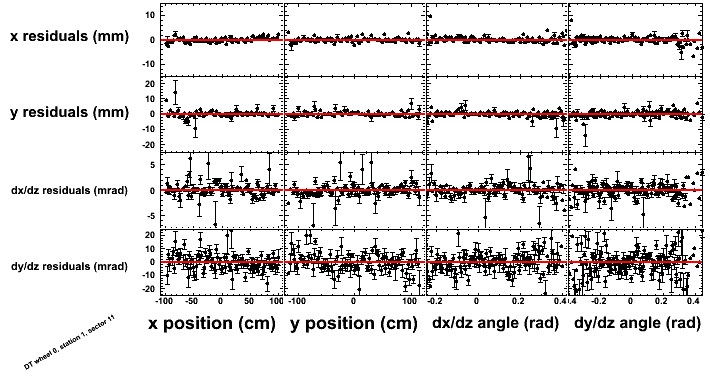 x residuals (mm)
10
0
-10
y residuals (mm)
20
10
0
-10
-20
dx/dz residuals (mrad)
5
0
-5
dy/dz residuals (mrad)
20
10
0
-10
-20
-100 -50 0 50 100
-100 0 100
-0.2 0 0.2 0.4
-0.2 0 0.2 0.4
x position (cm) y position (cm) dx/dz angle (rad) dy/dz angle (rad)
DT wheel 0, station 1, sector 11